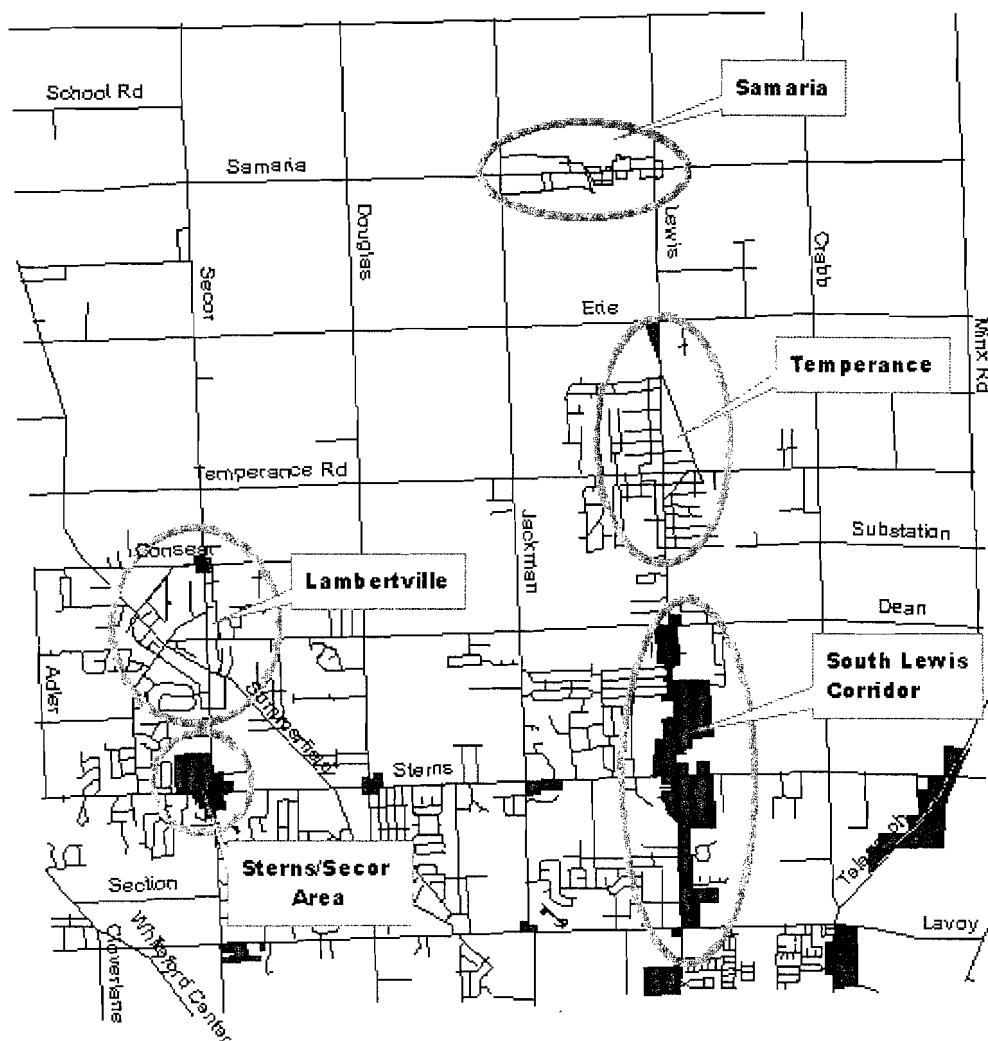 School Rd
Samaria
Samaria
Douglas
Lewis
Crabb
Secor
Erie
Minx Rd
Temperance
Temperance Rd
Jackman
Substation
Consear
Lambertville
Dean
South Lewis
Corridor
Adler
Summerfield
Sterns
Telegraph
Sterns/Secor
Area
Section
Whiteford Center
Cloverlane
Lavoy